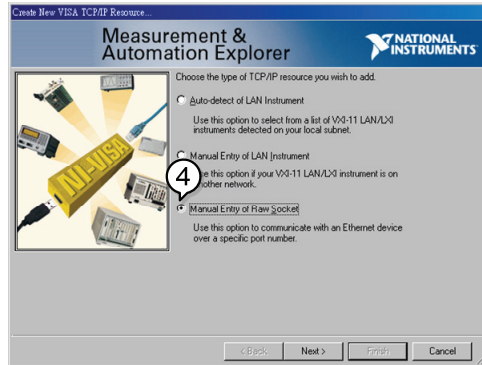 Create New VISA TCP/IP Resource...
Measurement &
Automation Explorer
NATIONAL
INSTRUMENTS
Choose the type of TCP/IP resource you wish to add.
Auto-detect of LAN Instrument
Use this option to select from a list of VXI-11 LAN/LXI
instruments detected on your local subnet.
Manual Entry of LAN Instrument
this option if your VXI-11 LAN/LXI instrument is on
network.
4
Manual Entry of Raw Socket
Use this option to communicate with an Ethernet device
over a specific port number.
NI-VISA
< Back
Next >
Finish
Cancel